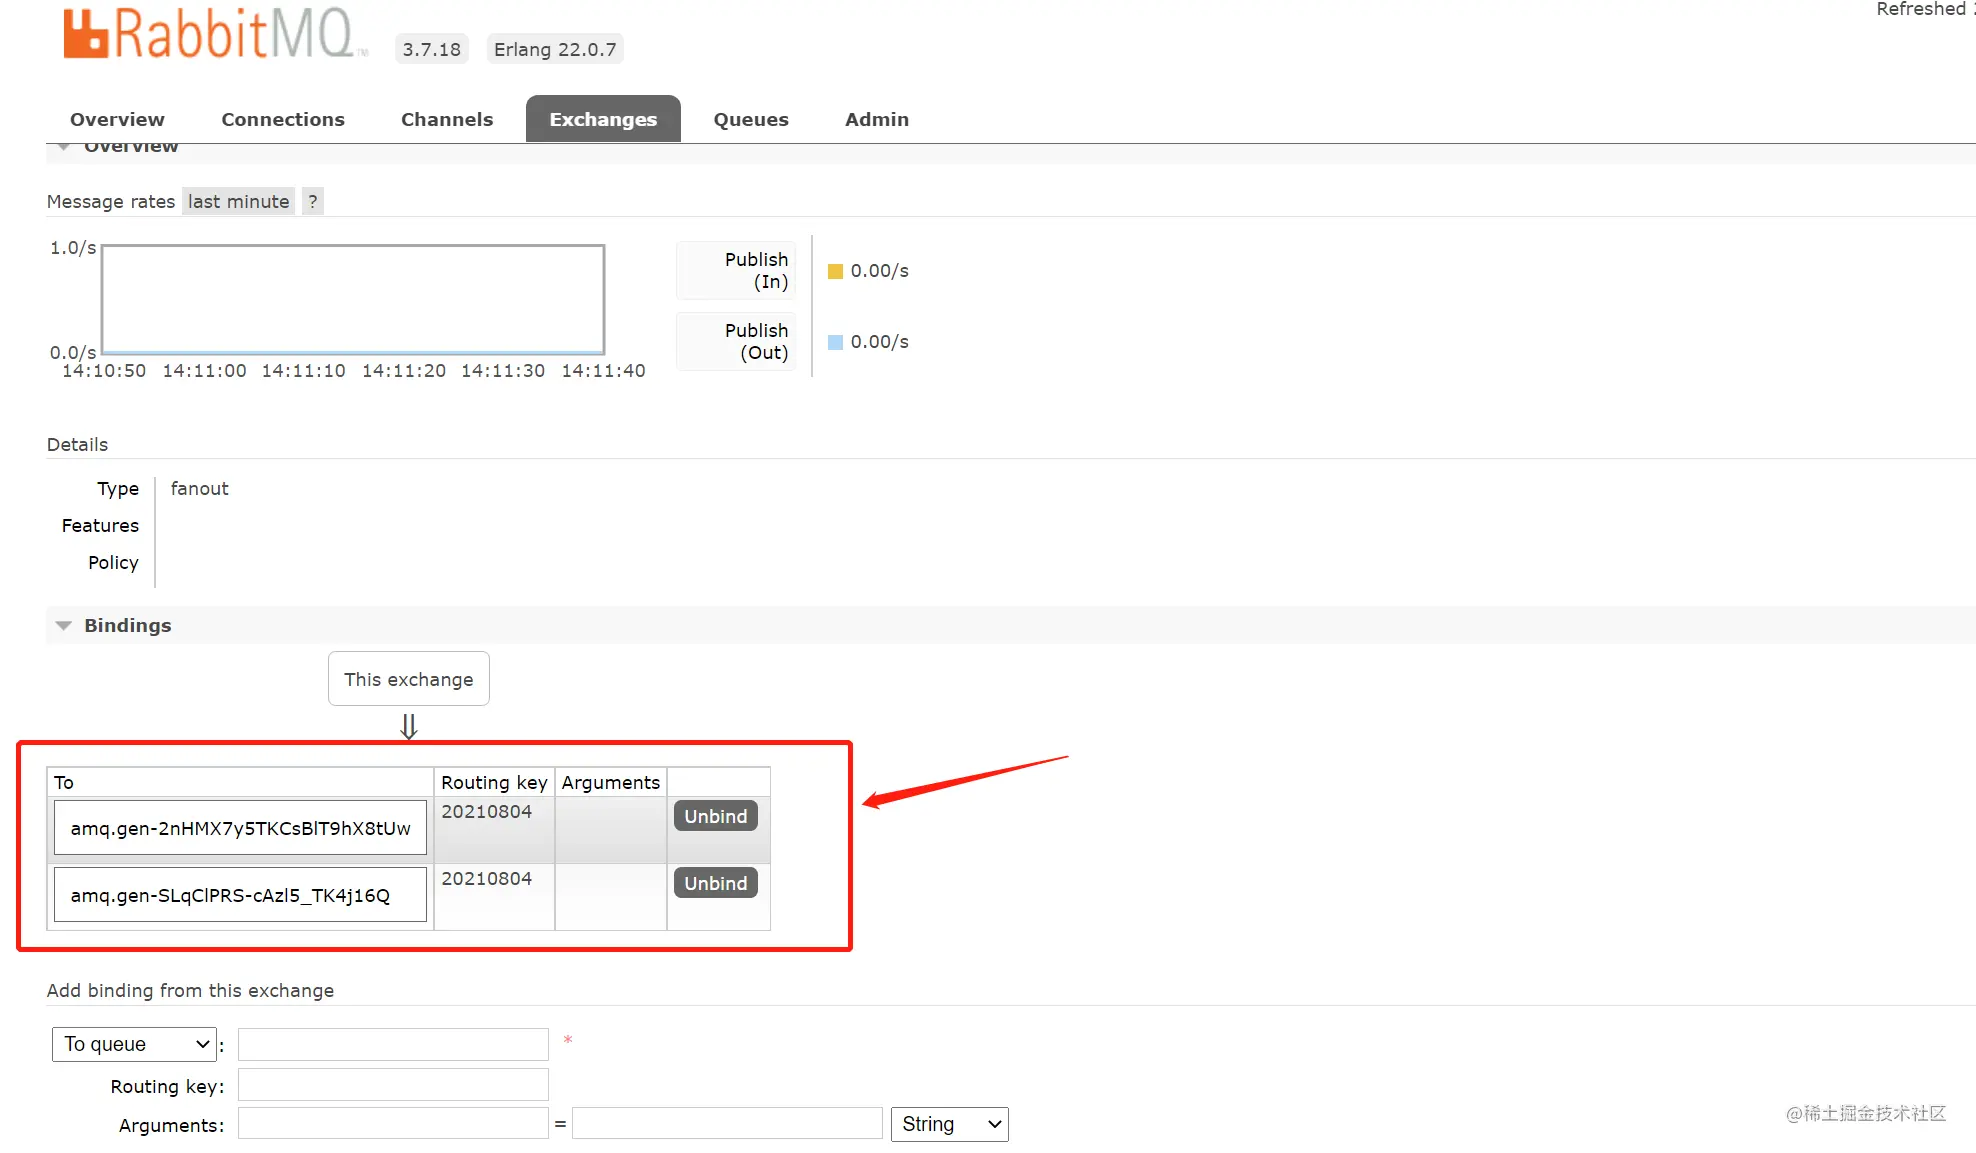 Refreshed
RabbitMQ TM 3.7.18 Erlang 22.0.7
Overview Connections Channels Exchanges Queues Admin
Overview
Message rates last minute ?
1.0/s
0.0/s
14:10:50 14:11:00 14:11:10 14:11:20 14:11:30 14:11:40
Publish
(In)
0.00/s
Publish
(Out)
0.00/s
Details
Type fanout
Features
Policy
Bindings
This exchange
⇓
To Routing key Arguments
amq.gen-2nHMX7y5TKCsBlT9hX8tUw 20210804 Unbind
amq.gen-SLqClPRS-cAzl5_TK4j16Q 20210804 Unbind
Add binding from this exchange
To queue : *
Routing key:
Arguments: = String
@稀土掘金技术社区